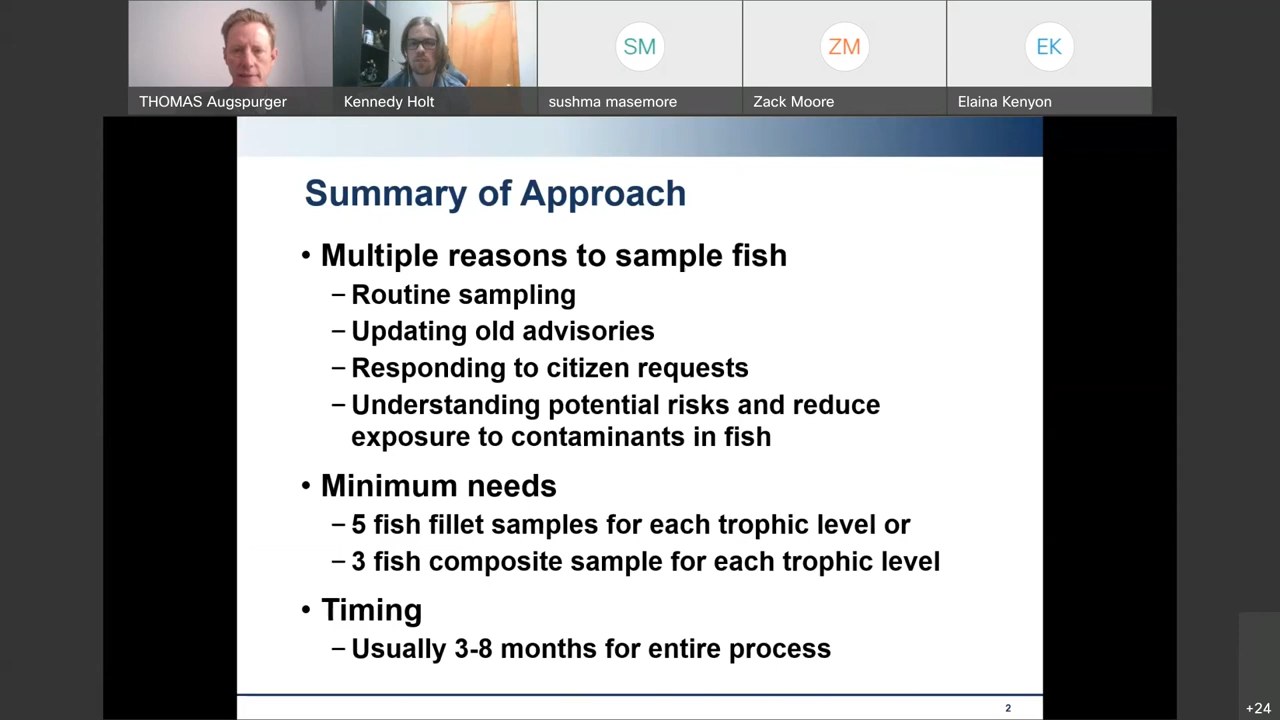 SM
ZM
EK
THOMAS Augspurger
Kennedy Holt
sushma masemore
Zack Moore
Elaina Kenyon
Summary of Approach
• Multiple reasons to sample fish
– Routine sampling
– Updating old advisories
– Responding to citizen requests
– Understanding potential risks and reduce
exposure to contaminants in fish
• Minimum needs
– 5 fish fillet samples for each trophic level or
– 3 fish composite sample for each trophic level
• Timing
– Usually 3-8 months for entire process
2
+24